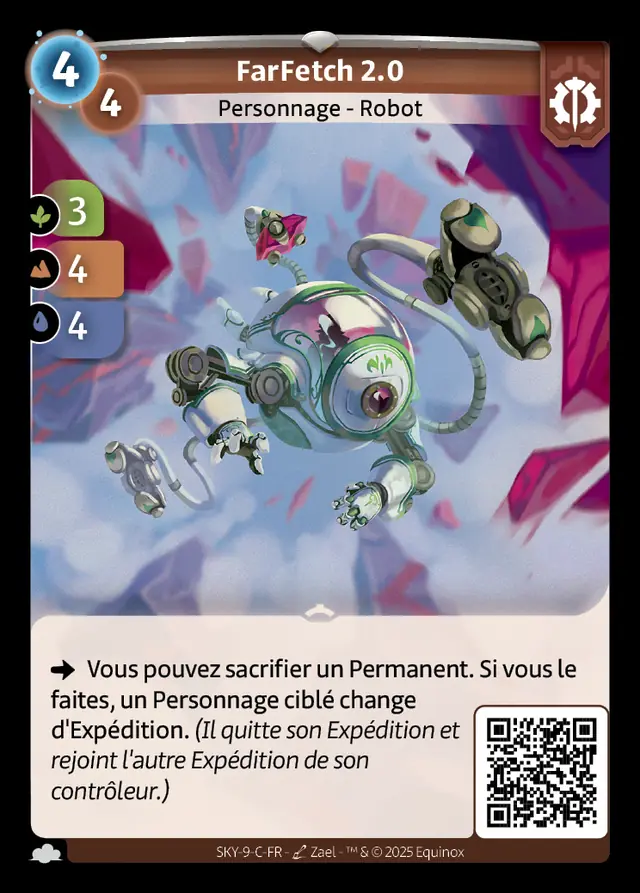 4
4
FarFetch 2.0
Personnage - Robot
3
4
4
Vous pouvez sacrifier un Permanent. Si vous le
faites, un Personnage ciblé change
d'Expédition. (Il quitte son Expédition et
rejoint l'autre Expédition de son
contrôleur.)
SKY-9-C-FR - Zael - ™ & © 2025 Equinox